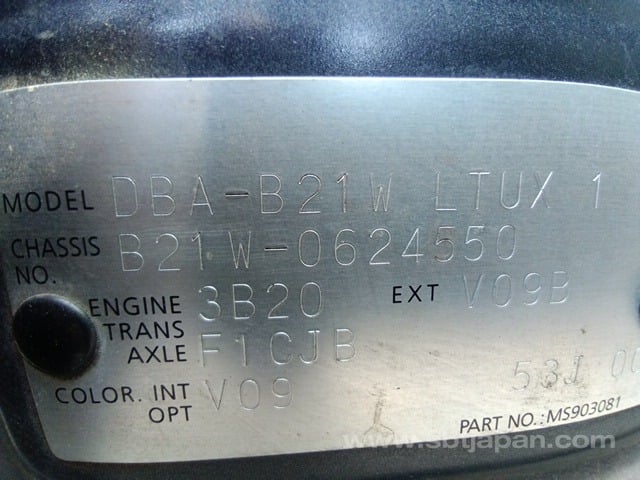 MODEL DBA-B21W LTUX 1
CHASSIS NO. B21W-0624550
ENGINE 3B20 EXT V09B
TRANS AXLE F1CJB
COLOR. INT V09
OPT
53J
PART NO.:MS903081
www.sbtjapan.com